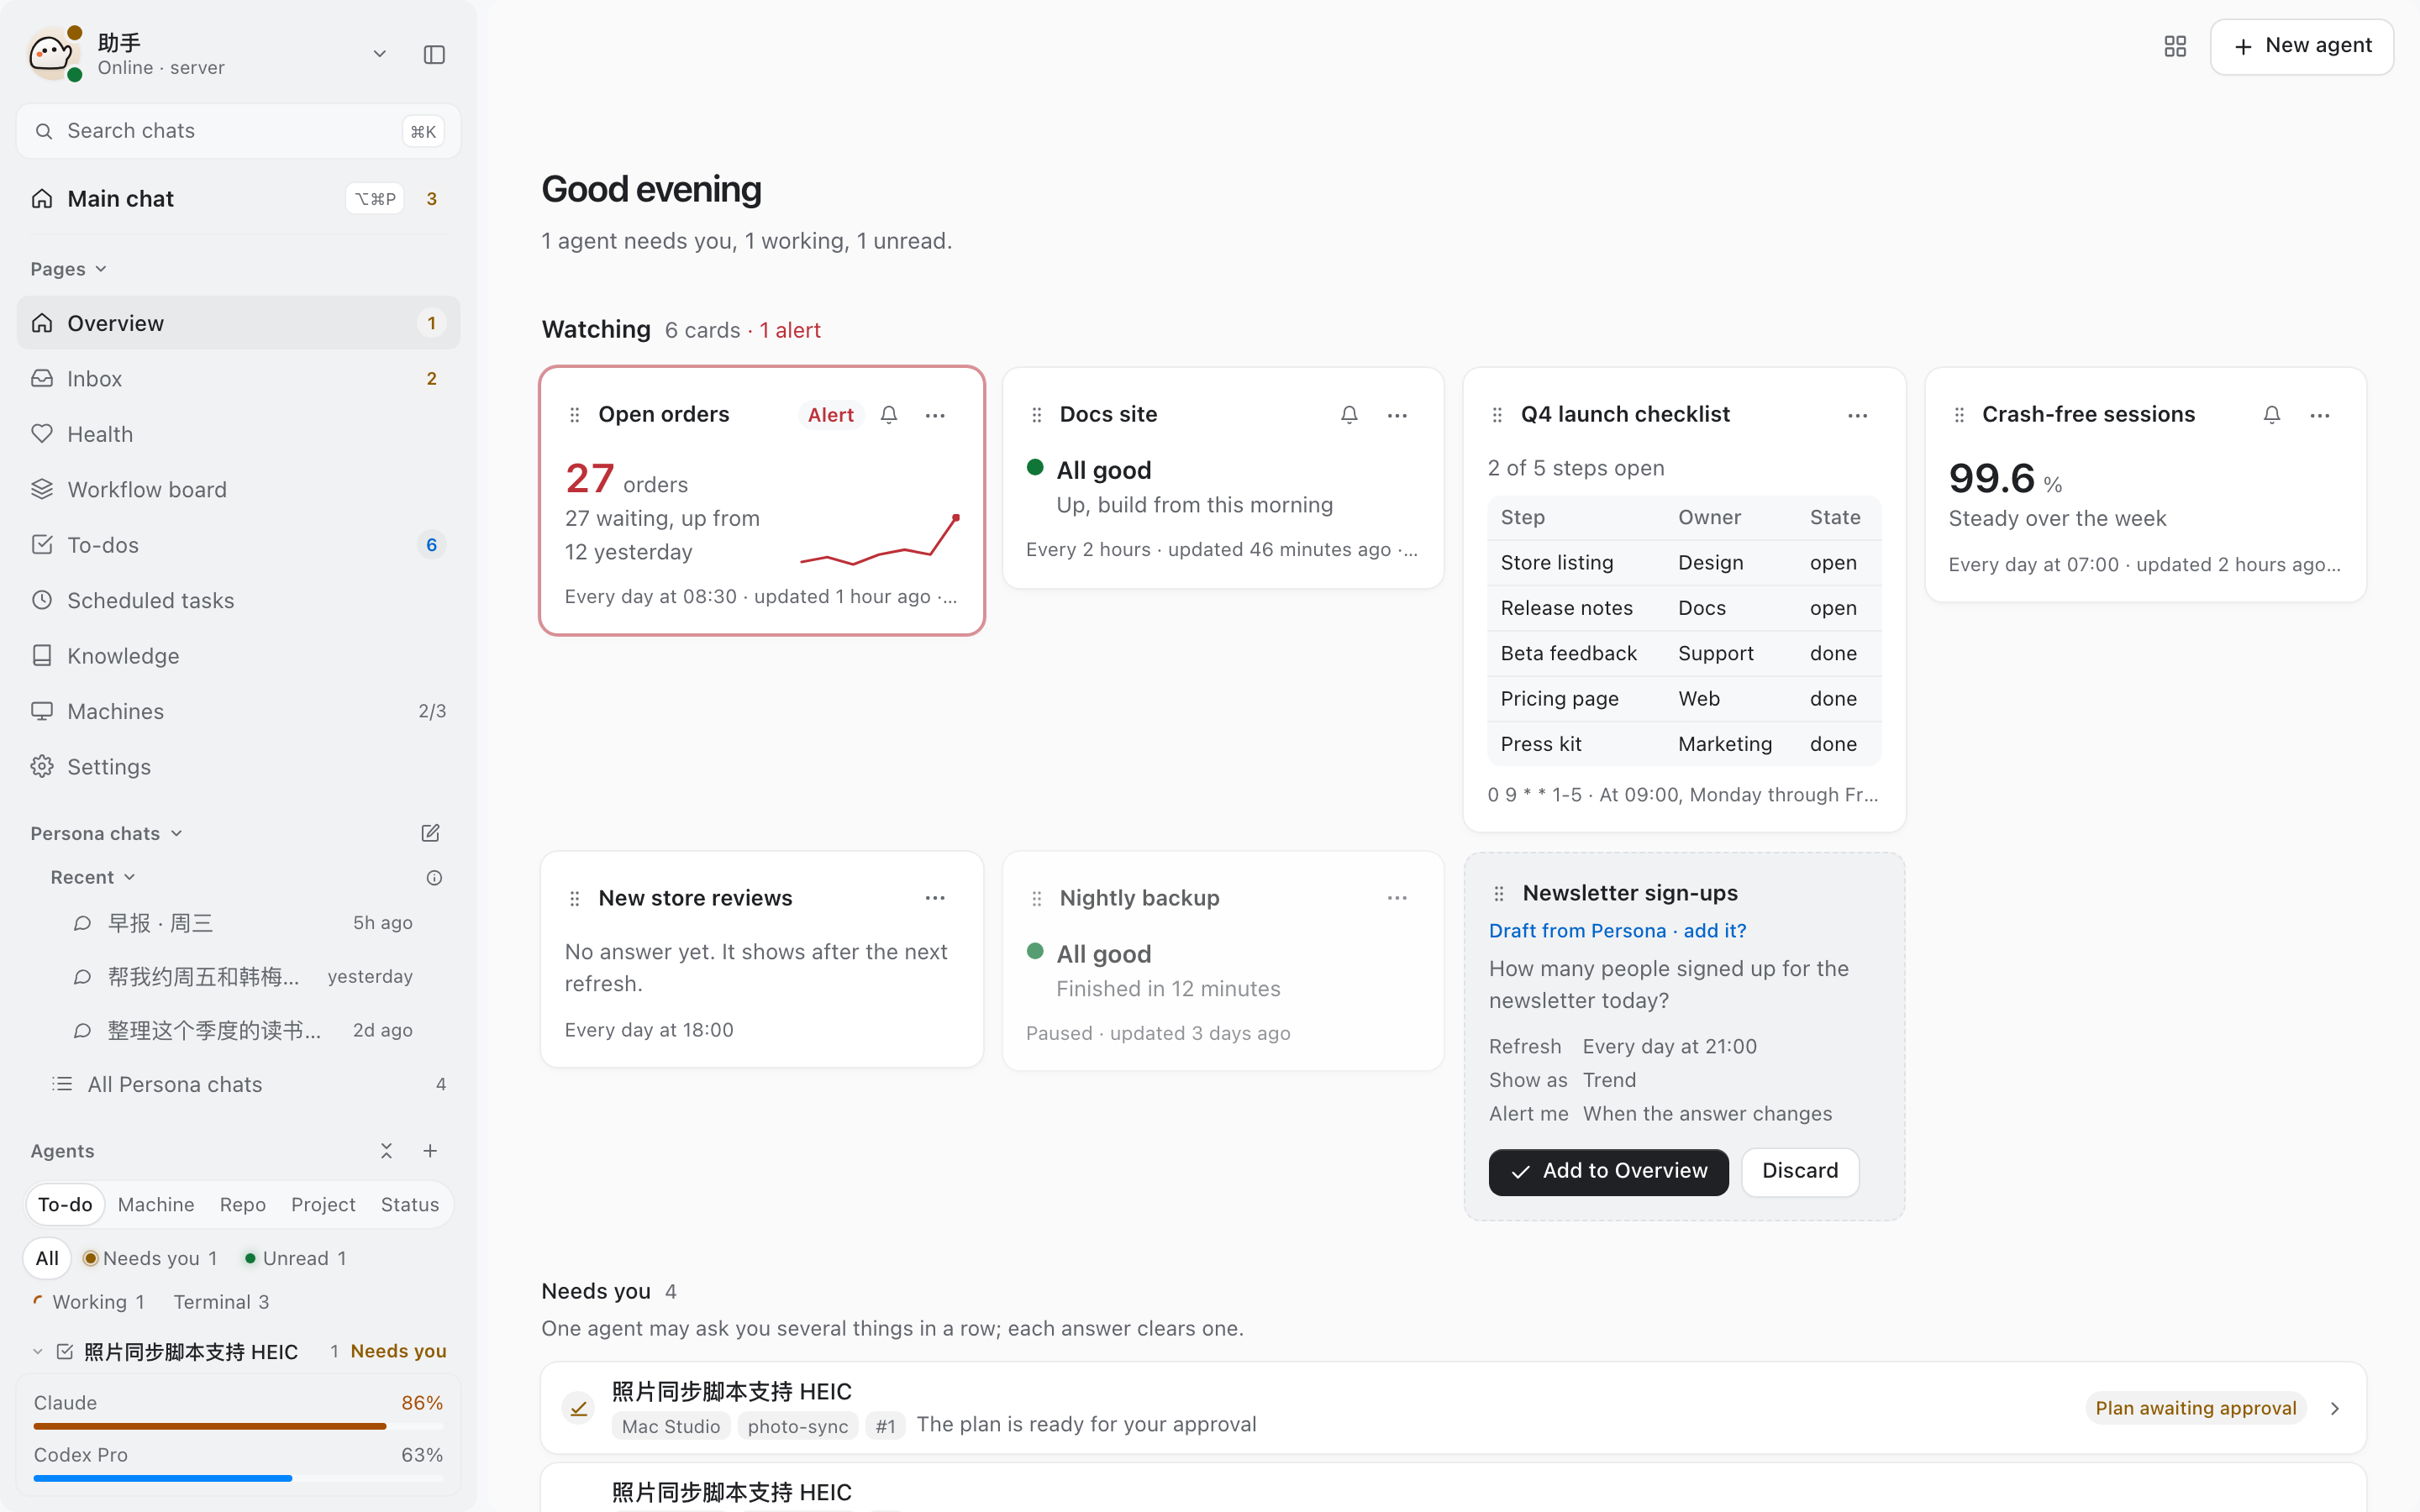 助手
Online · server
Search chats ⌘K
Main chat ⌥⌘P 3
Pages
Overview 1
Inbox 2
Health
Workflow board
To-dos 6
Scheduled tasks
Knowledge
Machines 2/3
Settings
Persona chats
Recent
早报 · 周三 5h ago
帮我约周五和韩梅... yesterday
整理这个季度的读书... 2d ago
All Persona chats 4
Agents
To-do Machine Repo Project Status
All Needs you 1 Unread 1
Working 1 Terminal 3
照片同步脚本支持 HEIC 1 Needs you
Claude 86%
Codex Pro 63%
New agent
Good evening
1 agent needs you, 1 working, 1 unread.
Watching 6 cards · 1 alert
Open orders Alert
27 orders
27 waiting, up from
12 yesterday
Every day at 08:30 · updated 1 hour ago ·...
Docs site
All good
Up, build from this morning
Every 2 hours · updated 46 minutes ago ·...
Q4 launch checklist
2 of 5 steps open
Step Owner State
Store listing Design open
Release notes Docs open
Beta feedback Support done
Pricing page Web done
Press kit Marketing done
0 9 * * 1-5 · At 09:00, Monday through Fr...
Crash-free sessions
99.6 %
Steady over the week
Every day at 07:00 · updated 2 hours ago...
New store reviews
No answer yet. It shows after the next
refresh.
Every day at 18:00
Nightly backup
All good
Finished in 12 minutes
Paused · updated 3 days ago
Newsletter sign-ups
Draft from Persona · add it?
How many people signed up for the
newsletter today?
Refresh Every day at 21:00
Show as Trend
Alert me When the answer changes
Add to Overview Discard
Needs you 4
One agent may ask you several things in a row; each answer clears one.
照片同步脚本支持 HEIC
Mac Studio photo-sync #1 The plan is ready for your approval
Plan awaiting approval
照片同步脚本支持 HEIC